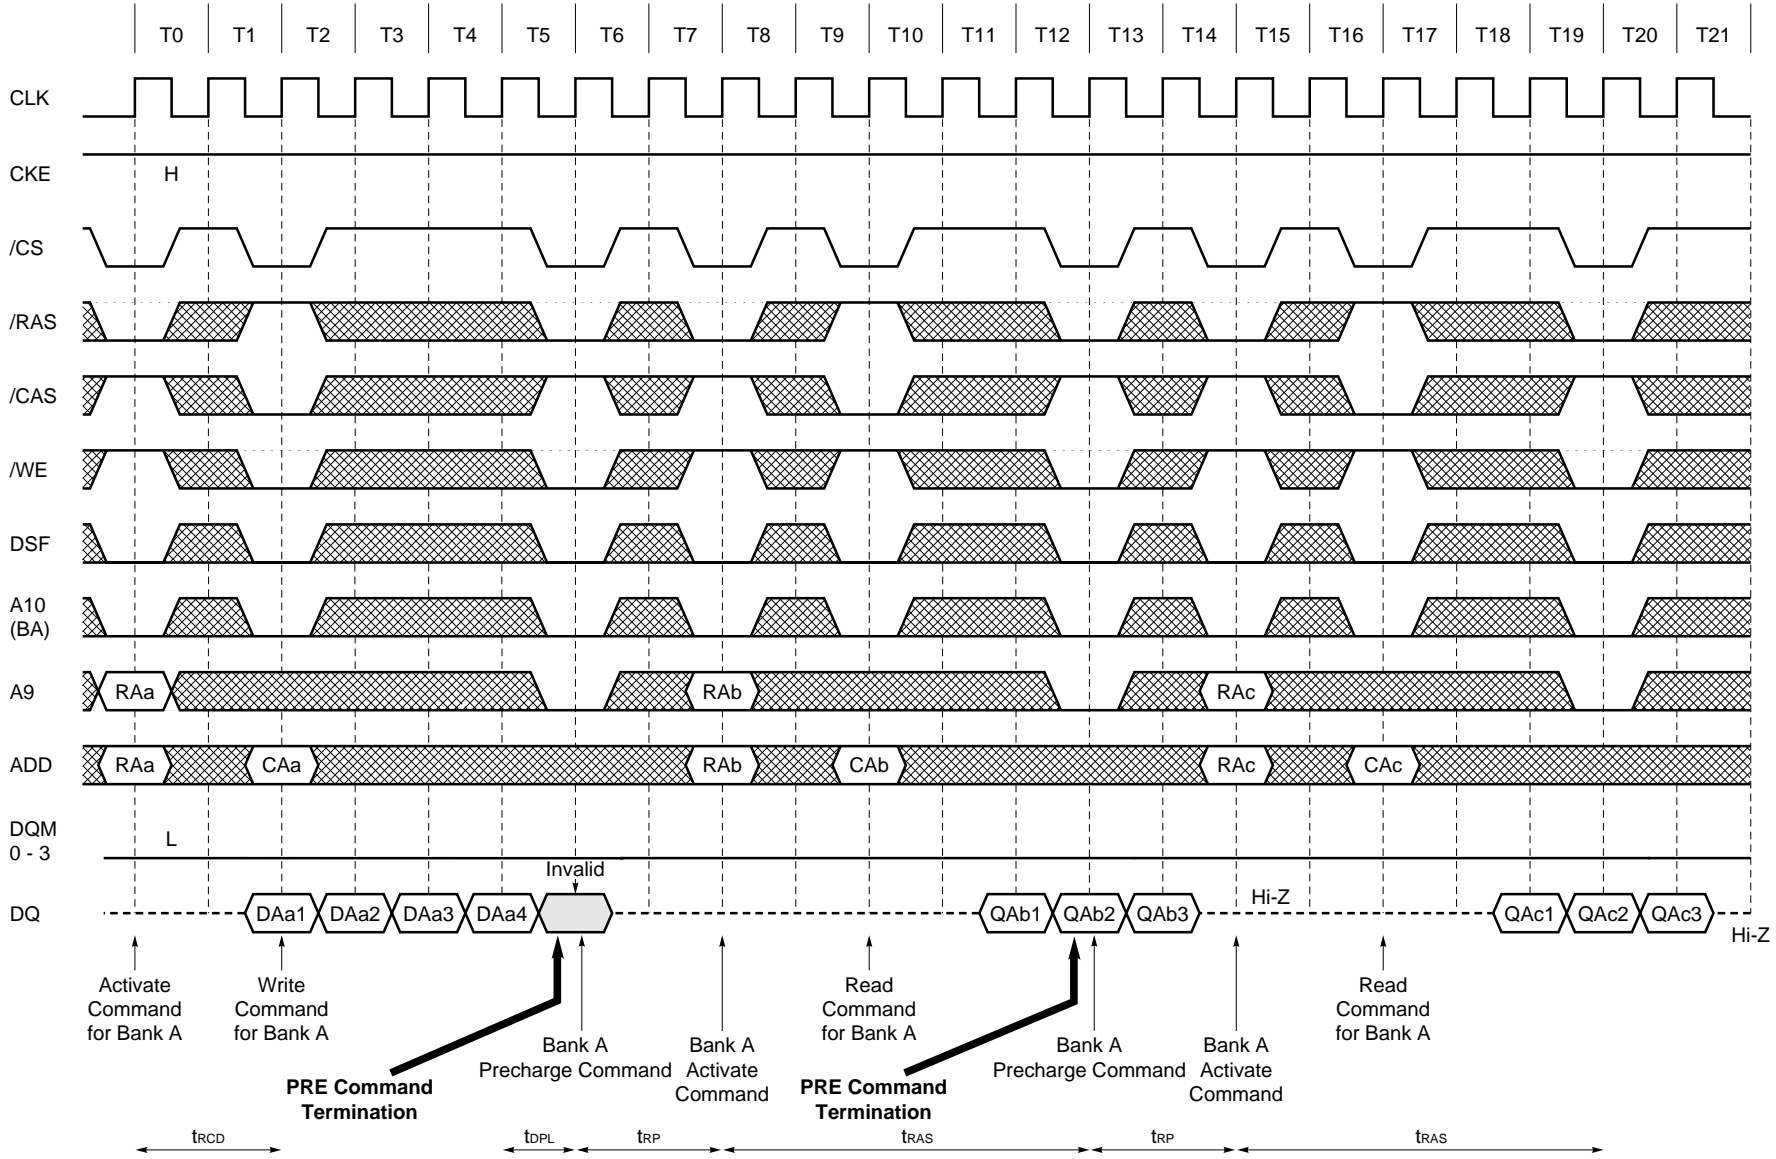 T0 T1 T2 T3 T4 T5 T6 T7 T8 T9 T10 T11 T12 T13 T14 T15 T16 T17 T18 T19 T20 T21
CLK
CKE H
/CS
/RAS
/CAS
/WE
DSF
A10
(BA)
A9 RAa RAb RAc
ADD RAa CAa RAb CAb RAc CAc
DQM
0 - 3 L
Invalid
DQ DAa1 DAa2 DAa3 DAa4 QAb1 QAb2 QAb3 Hi-Z QAc1 QAc2 QAc3 Hi-Z
Activate
Command
for Bank A
Write
Command
for Bank A
PRE Command
Termination
Bank A
Precharge Command
Bank A
Activate
Command
Read
Command
for Bank A
PRE Command
Termination
Bank A
Precharge Command
Bank A
Activate
Command
Read
Command
for Bank A
tRCD tDPL tRP tRAS tRP tRAS